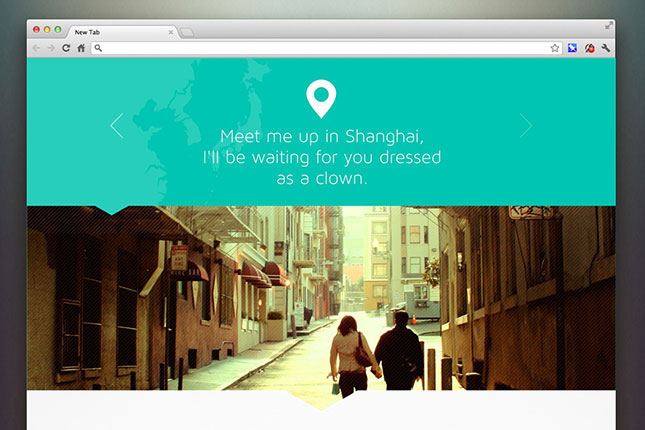 New Tab
Meet me up in Shanghai,
I'll be waiting for you dressed
as a clown.